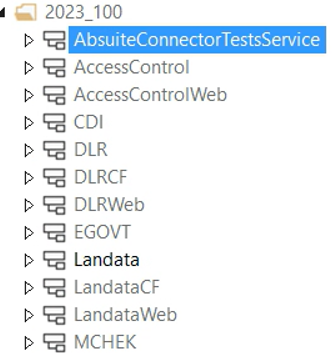 2023_100
AbsuiteConnectorTestsService
AccessControl
AccessControlWeb
CDI
DLR
DLRCF
DLRWeb
EGOVT
Landata
LandataCF
LandataWeb
MCHEK